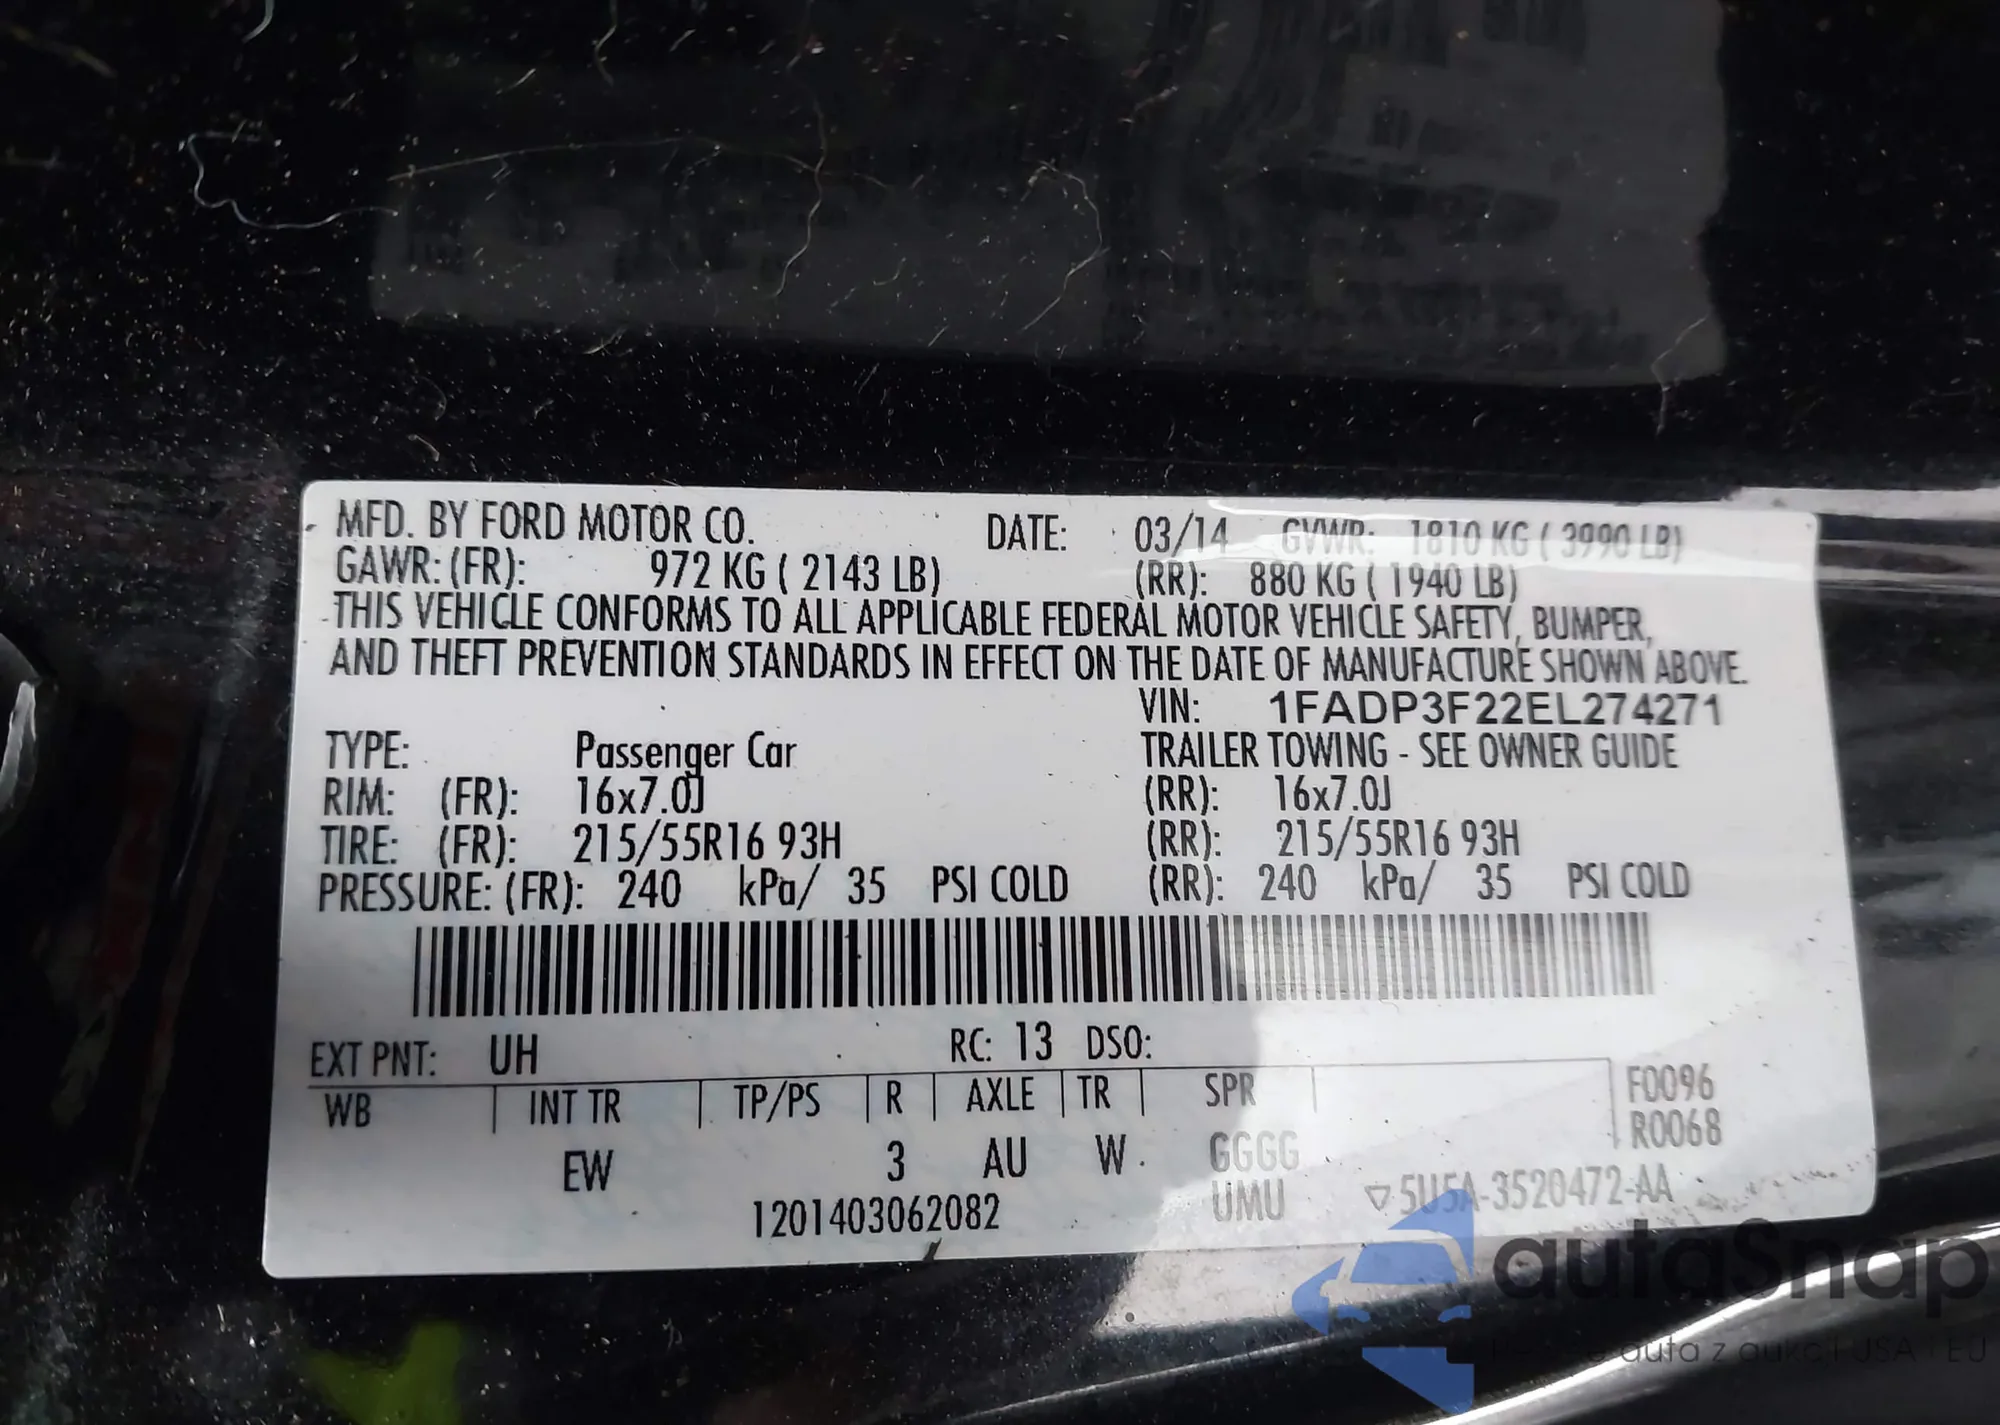 MFD. BY FORD MOTOR CO. DATE: 03/14 GVWR: 1810 KG ( 3990 LB)
GAWR: (FR): 972 KG ( 2143 LB) (RR): 880 KG ( 1940 LB)
THIS VEHICLE CONFORMS TO ALL APPLICABLE FEDERAL MOTOR VEHICLE SAFETY, BUMPER,
AND THEFT PREVENTION STANDARDS IN EFFECT ON THE DATE OF MANUFACTURE SHOWN ABOVE.
VIN: 1FADP3F22EL274271
TYPE: Passenger Car TRAILER TOWING - SEE OWNER GUIDE
RIM: (FR): 16x7.0J (RR): 16x7.0J
TIRE: (FR): 215/55R16 93H (RR): 215/55R16 93H
PRESSURE: (FR): 240 kPa/ 35 PSI COLD (RR): 240 kPa/ 35 PSI COLD
EXT PNT: UH RC: 13 DSO:
WB INT TR TP/PS R AXLE TR SPR F0096
R0068
EW 3 AU W GGGG
1201403062082 UMU ▽5U5A-3520472-AA
autaSnap
auta z aukcji USA EU